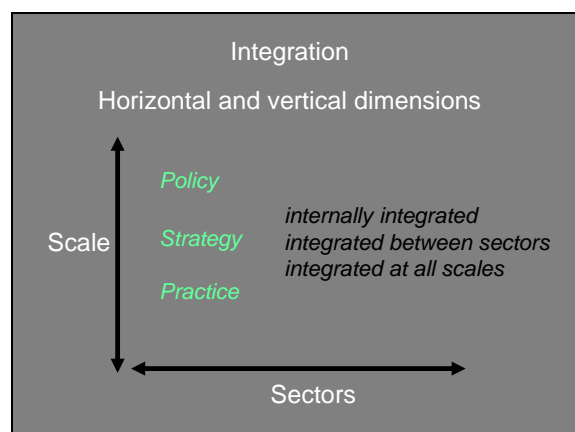 Integration
Horizontal and vertical dimensions
Policy
internally integrated
Scale
Strategy
integrated between sectors
integrated at all scales
Practice
Sectors